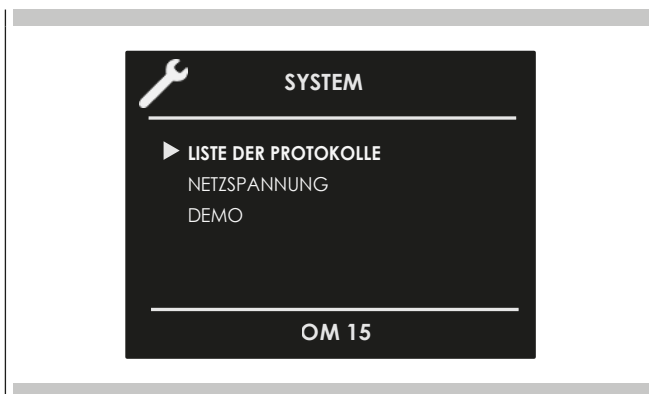 SYSTEM
LISTE DER PROTOKOLLE
NETZSPANNUNG
DEMO
OM 15